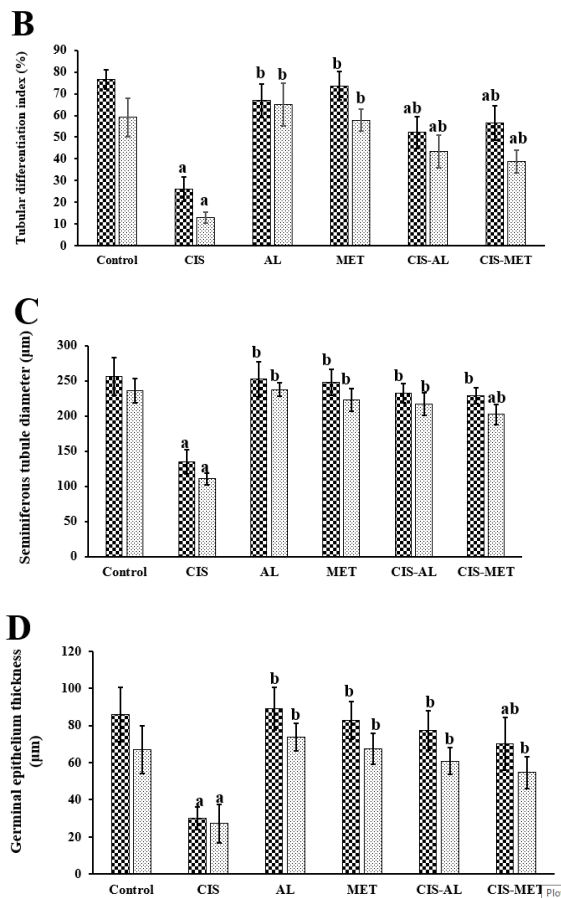 B
Tubular differentiation index (%)
90
80
70
60
50
40
30
20
10
0
a a b b b b ab ab ab ab
Control CIS AL MET CIS-AL CIS-MET
C
Seminiferous tubule diameter (µm)
300
250
200
150
100
50
0
a a b b b b b b b ab
Control CIS AL MET CIS-AL CIS-MET
D
Germinal epithelium thickness
(µm)
120
100
80
60
40
20
0
a a b b b b b b ab b
Control CIS AL MET CIS-AL CIS-MET
Plo